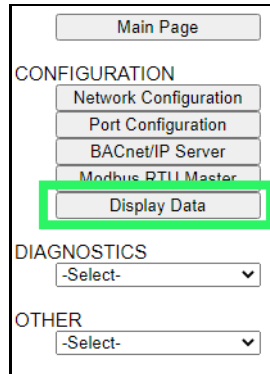 Main Page
CONFIGURATION
Network Configuration
Port Configuration
BACnet/IP Server
Modbus RTU Master
Display Data
DIAGNOSTICS
-Select-
OTHER
-Select-